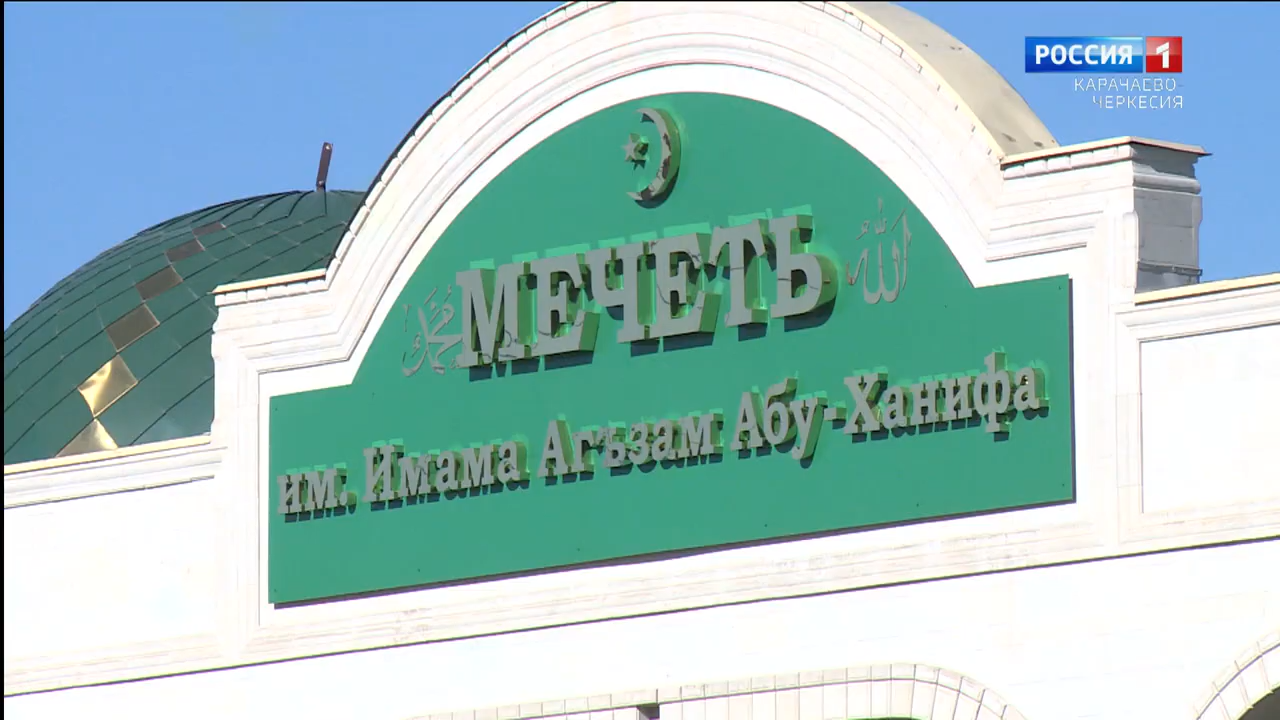 РОССИЯ 1
КАРАЧАЕВО-
ЧЕРКЕСИЯ
محمد МЕЧЕТЬ الله
им. Имама Агъзам Абу-Ханифа